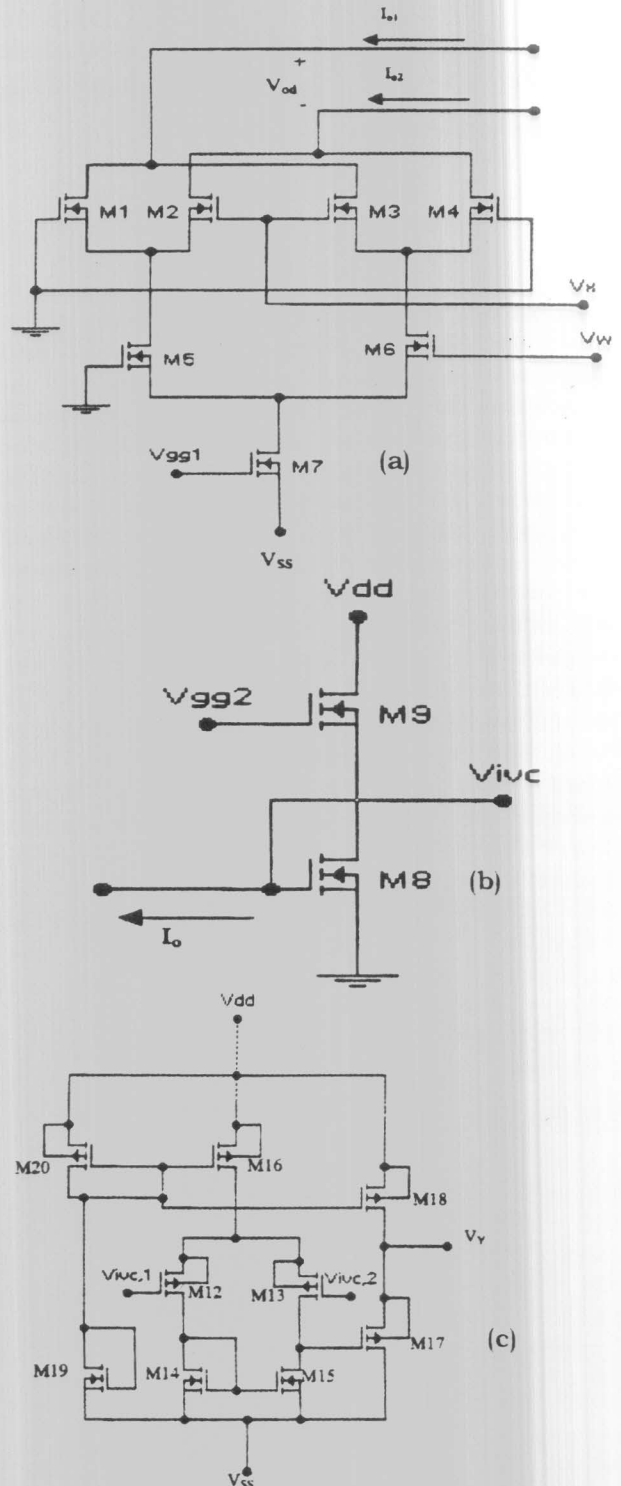 Io1
+
Vod
Io2
-
M1
M2
M3
M4
Vx
Vw
M5
M6
Vgg1
M7
(a)
Vss
Vdd
Vgg2
M9
Vivc
M8
(b)
Io
Vdd
M20
M16
M18
Vivc,1
M12
M13
Vivc,2
VY
M17
(c)
M19
M14
M15
Vss